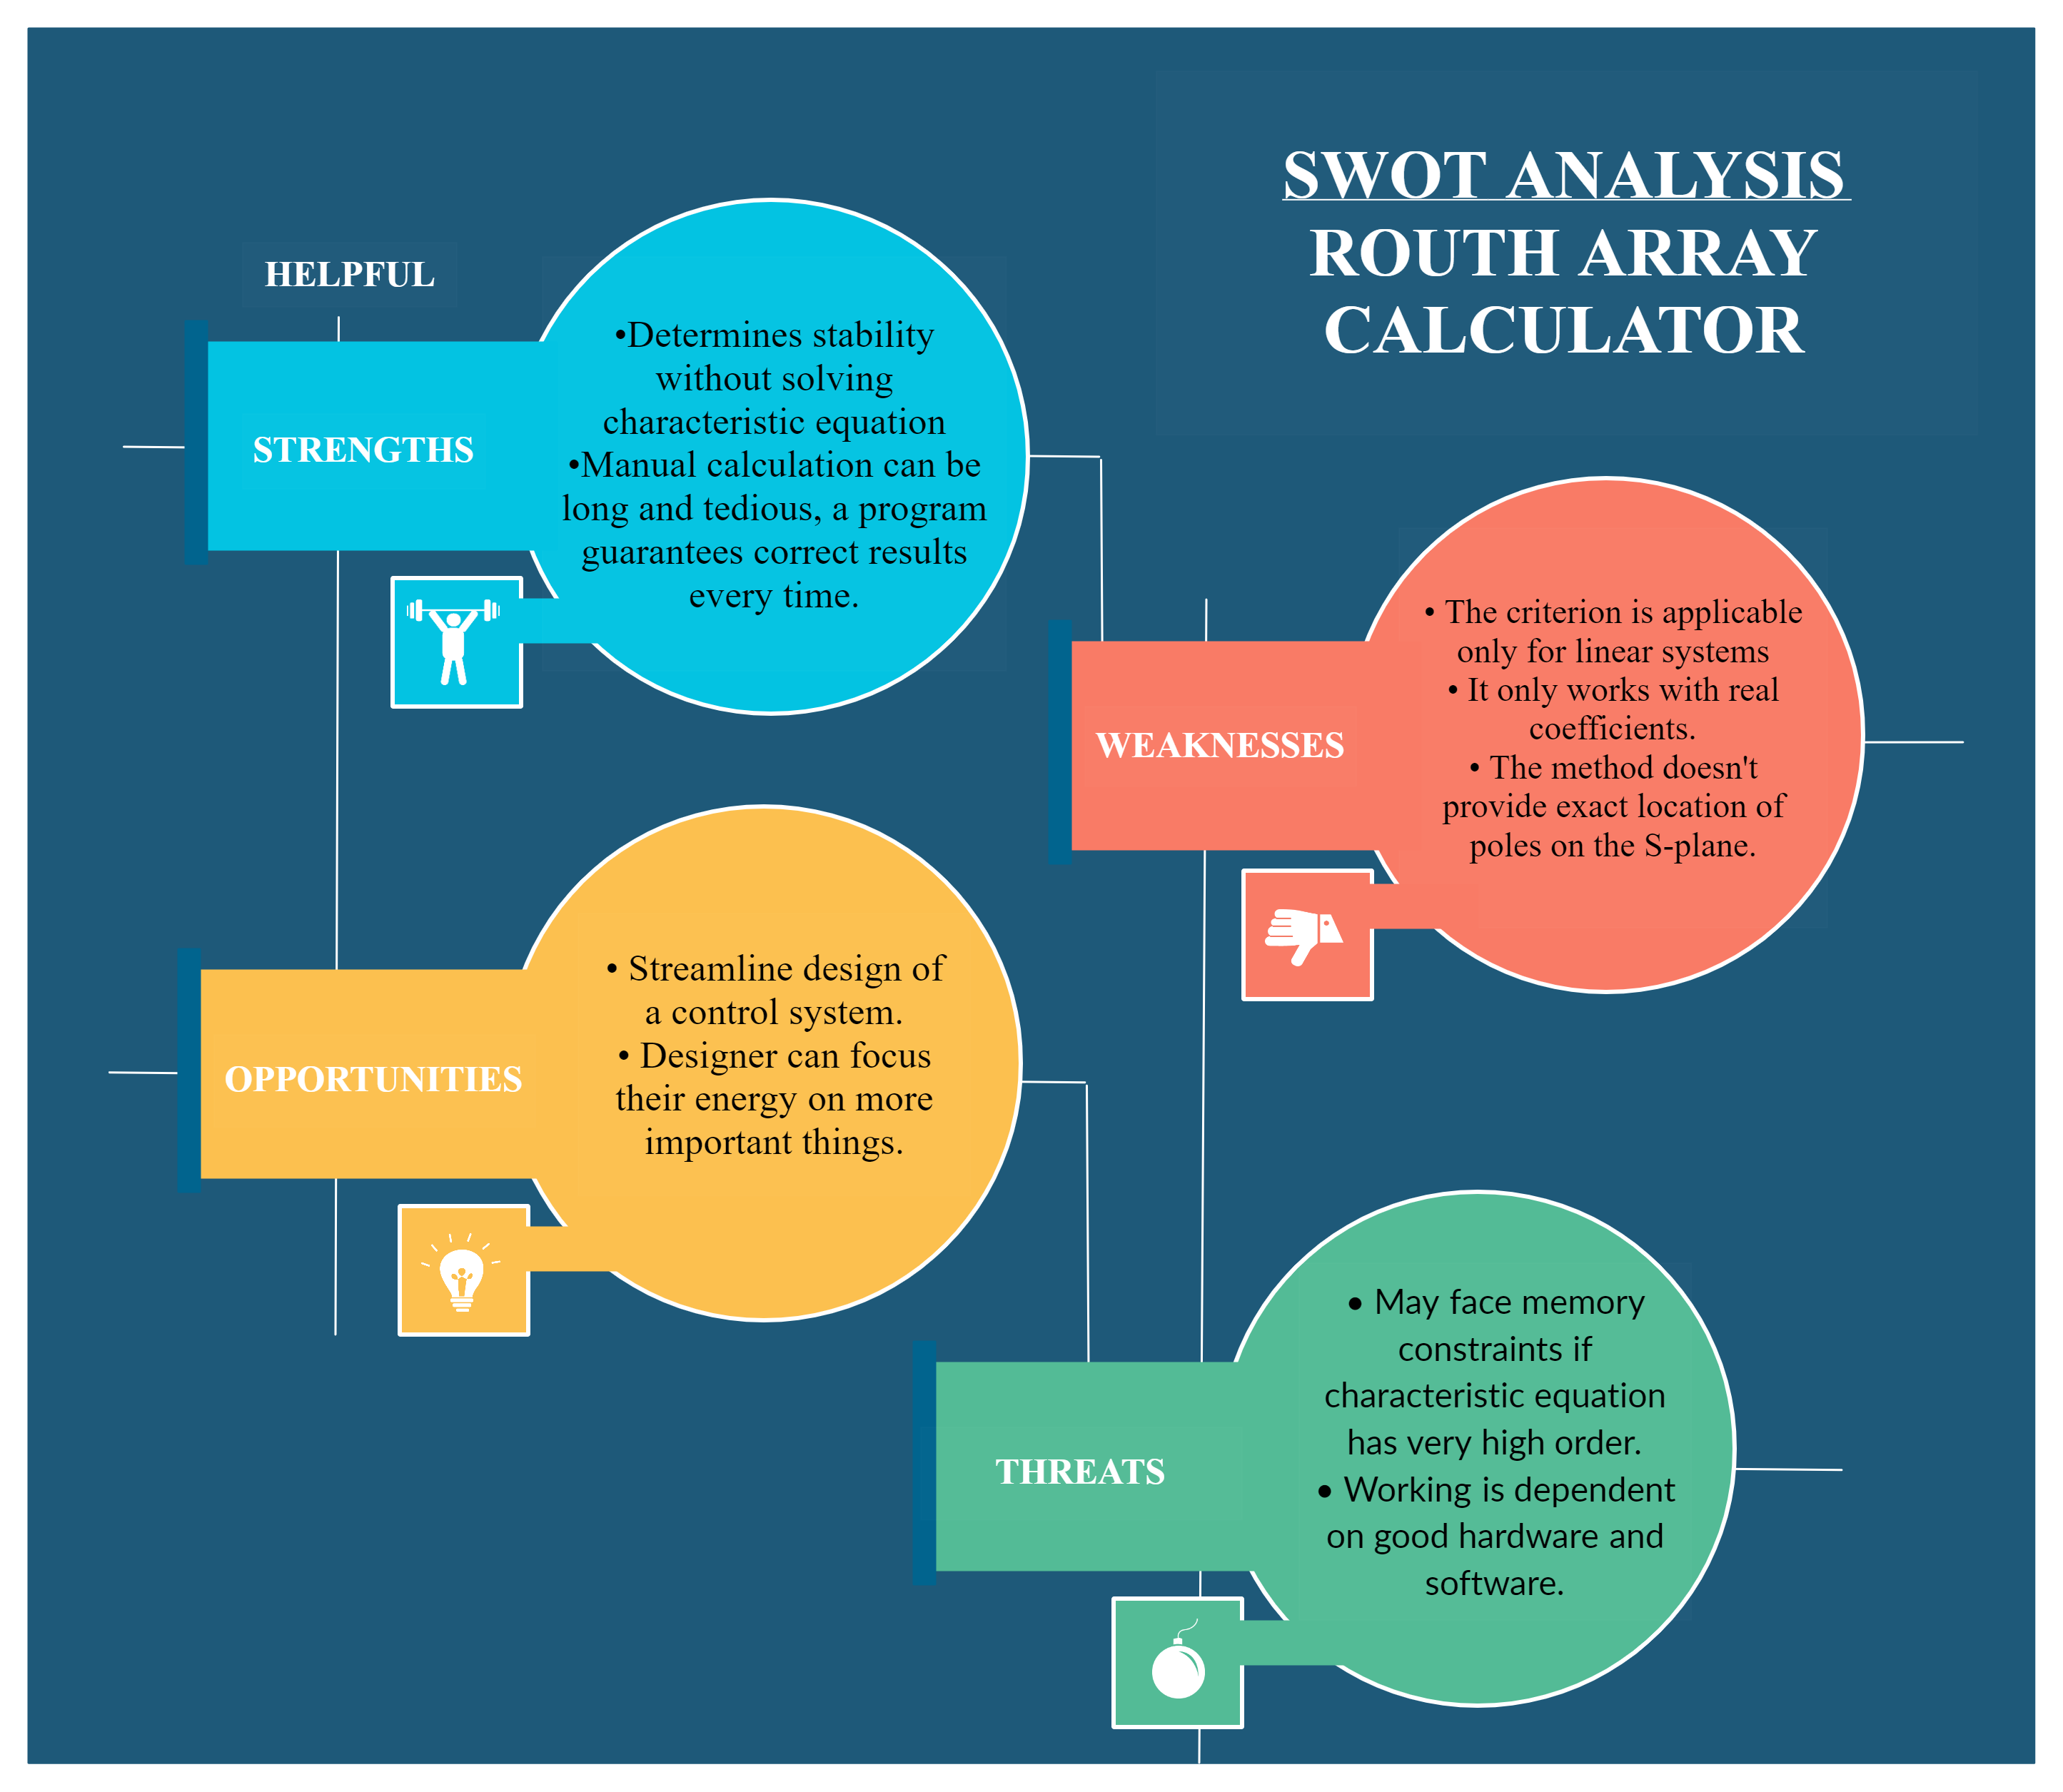 SWOT ANALYSIS
ROUTH ARRAY
CALCULATOR
HELPFUL
STRENGTHS
•Determines stability
without solving
characteristic equation
•Manual calculation can be
long and tedious, a program
guarantees correct results
every time.
WEAKNESSES
• The criterion is applicable
only for linear systems
• It only works with real
coefficients.
• The method doesn't
provide exact location of
poles on the S-plane.
OPPORTUNITIES
• Streamline design of
a control system.
• Designer can focus
their energy on more
important things.
THREATS
• May face memory
constraints if
characteristic equation
has very high order.
• Working is dependent
on good hardware and
software.